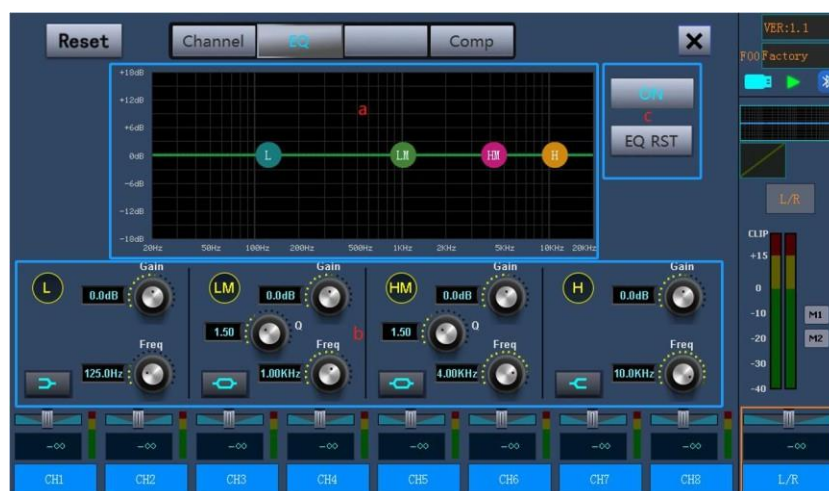 Reset
Channel
EQ
Comp
X
VER:1.1
F00 Factory
+18dB
+12dB
+6dB
0dB
-6dB
-12dB
-18dB
a
L
LM
HM
H
20Hz 50Hz 100Hz 200Hz 500Hz 1KHz 2KHz 10KHz 20KHz
ON
c
EQ RST
L/R
CLIP
+15
0
-10
-20
-30
-40
M1
M2
L
Gain
0.0dB
Freq
125.0Hz
LM
Gain
0.0dB
1.50
Q
Freq
1.00KHz
b
HM
Gain
0.0dB
1.50
Q
Freq
4.00KHz
H
Gain
0.0dB
Freq
10.0KHz
-∞ -∞ -∞ -∞ -∞ -∞ -∞ -∞ -∞
CH1 CH2 CH3 CH4 CH5 CH6 CH7 CH8 L/R